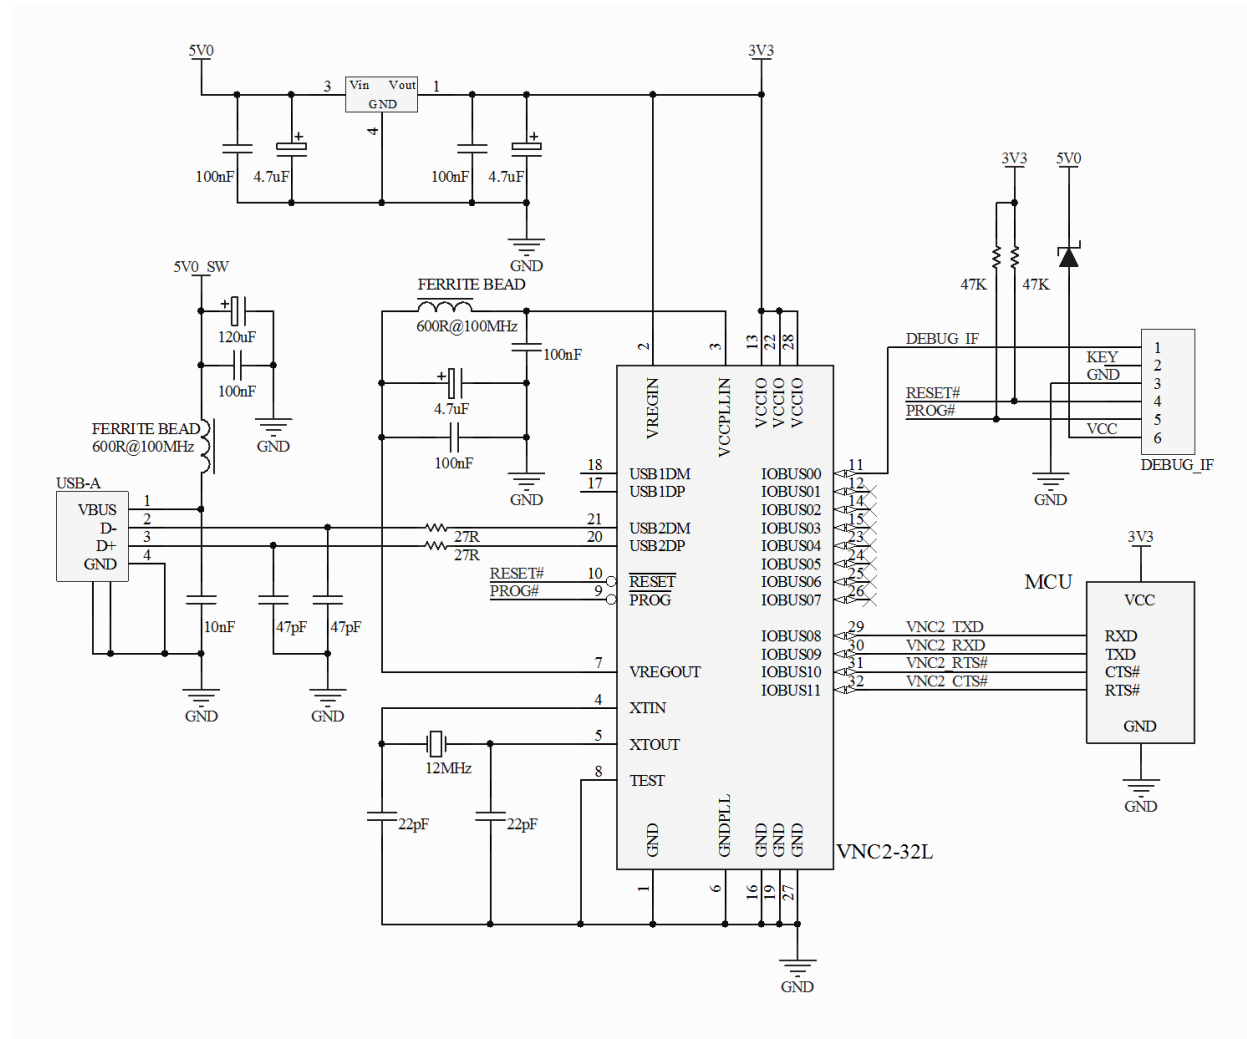 5V0
3V3
3
Vin
Vout
GND
1
4
100nF
4.7uF
100nF
4.7uF
GND
3V3
5V0
47K
47K
5V0_SW
120uF
100nF
GND
FERRITE BEAD
600R@100MHz
FERRITE BEAD
600R@100MHz
100nF
4.7uF
100nF
GND
2
3
13
22
28
VREGIN
VCCPLLIN
VCCIO
VCCIO
VCCIO
DEBUG_IF
KEY
GND
RESET#
PROG#
VCC
1
2
3
4
5
6
DEBUG_IF
GND
USB-A
VBUS
D-
D+
GND
1
2
3
4
10nF
47pF
47pF
GND
GND
27R
27R
RESET#
PROG#
18
17
21
20
10
9
7
4
5
8
USB1DM
USB1DP
USB2DM
USB2DP
RESET
PROG
VREGOUT
XTIN
XTOUT
TEST
IOBUS00
IOBUS01
IOBUS02
IOBUS03
IOBUS04
IOBUS05
IOBUS06
IOBUS07
IOBUS08
IOBUS09
IOBUS10
IOBUS11
11
12
14
15
23
24
25
26
29
30
31
32
VNC2_TXD
VNC2_RXD
VNC2_RTS#
VNC2_CTS#
3V3
MCU
VCC
RXD
TXD
CTS#
RTS#
GND
GND
12MHz
22pF
22pF
GND
GNDPLL
GND
GND
GND
VNC2-32L
1
6
16
19
27
GND